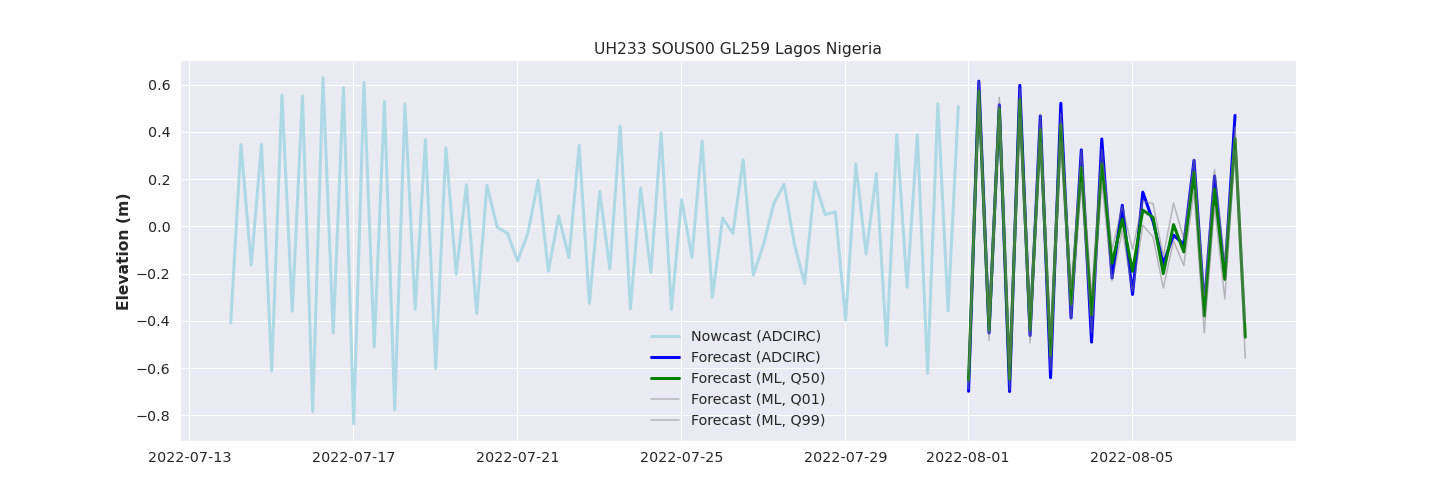 UH233 SOUS00 GL259 Lagos Nigeria
Elevation (m)
0.6
0.4
0.2
0.0
−0.2
−0.4
−0.6
−0.8
Nowcast (ADCIRC)
Forecast (ADCIRC)
Forecast (ML, Q50)
Forecast (ML, Q01)
Forecast (ML, Q99)
2022-07-13 2022-07-17 2022-07-21 2022-07-25 2022-07-29 2022-08-01 2022-08-05